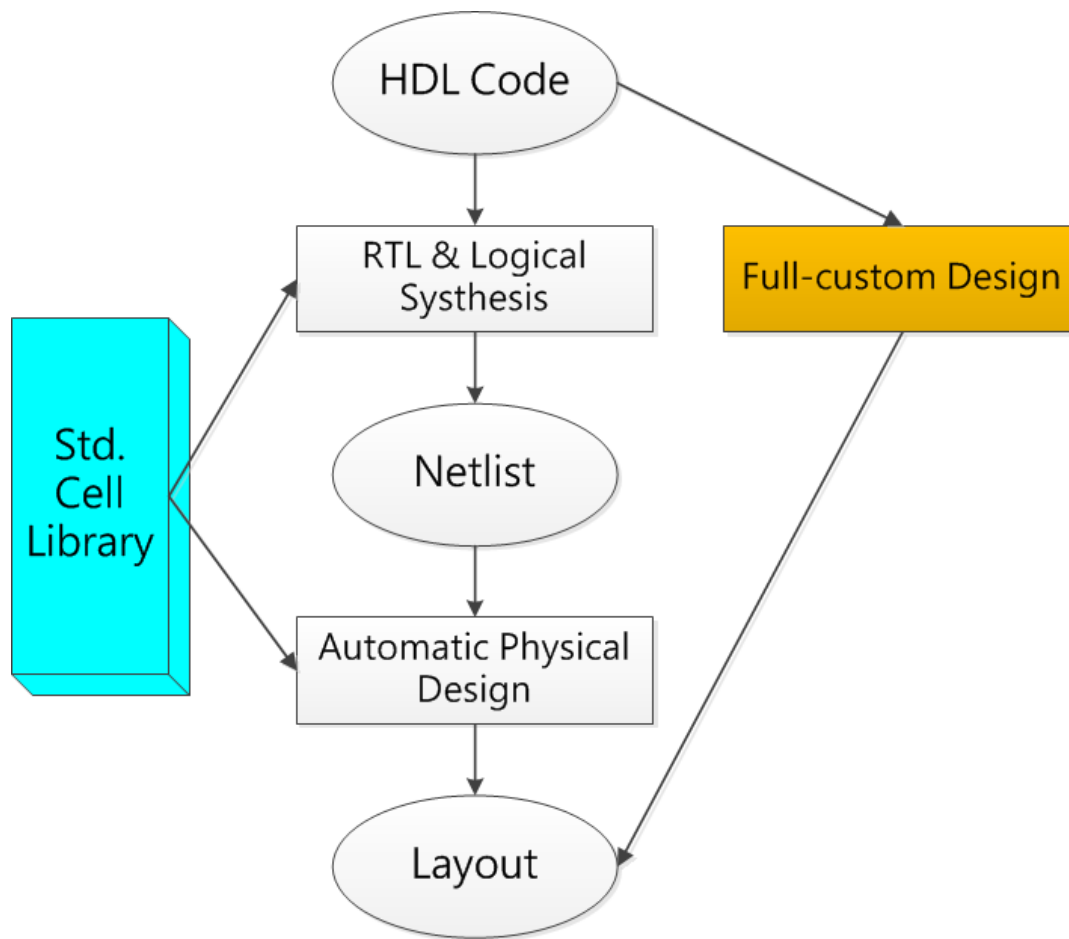 HDL Code
RTL & Logical
Systhesis
Full-custom Design
Std.
Cell
Library
Netlist
Automatic Physical
Design
Layout